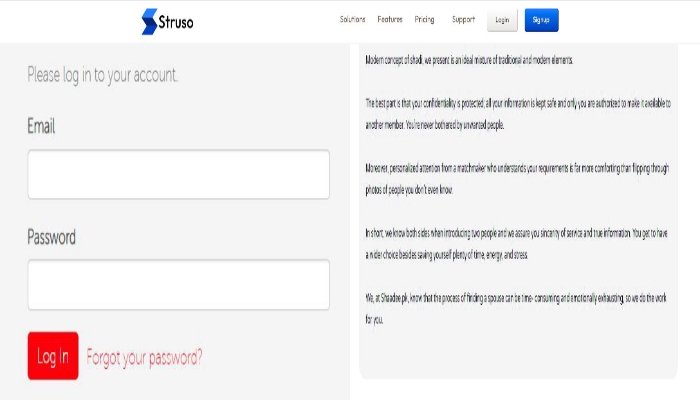 Struso
Solutions Features Pricing Support Login Signup
Please log in to your account.
Email
Password
Log In Forgot your password?
Modern concept of shadi, we present is an ideal mixture of traditional and modern elements.
The best part is that your confidentiality is protected; all your information is kept safe and only you are authorized to make it available to
another member. You're never bothered by unwanted people.
Moreover, personalized attention from a matchmaker who understands your requirements is far more comforting than flipping through
photos of people you don't even know.
In short, we know both sides when introducing two people and we assure you sincerity of service and true information. You get to have
a wider choice besides saving yourself plenty of time, energy, and stress.
We, at Shaadee.pk, know that the process of finding a spouse can be time- consuming and emotionally exhausting, so we do the work
for you.